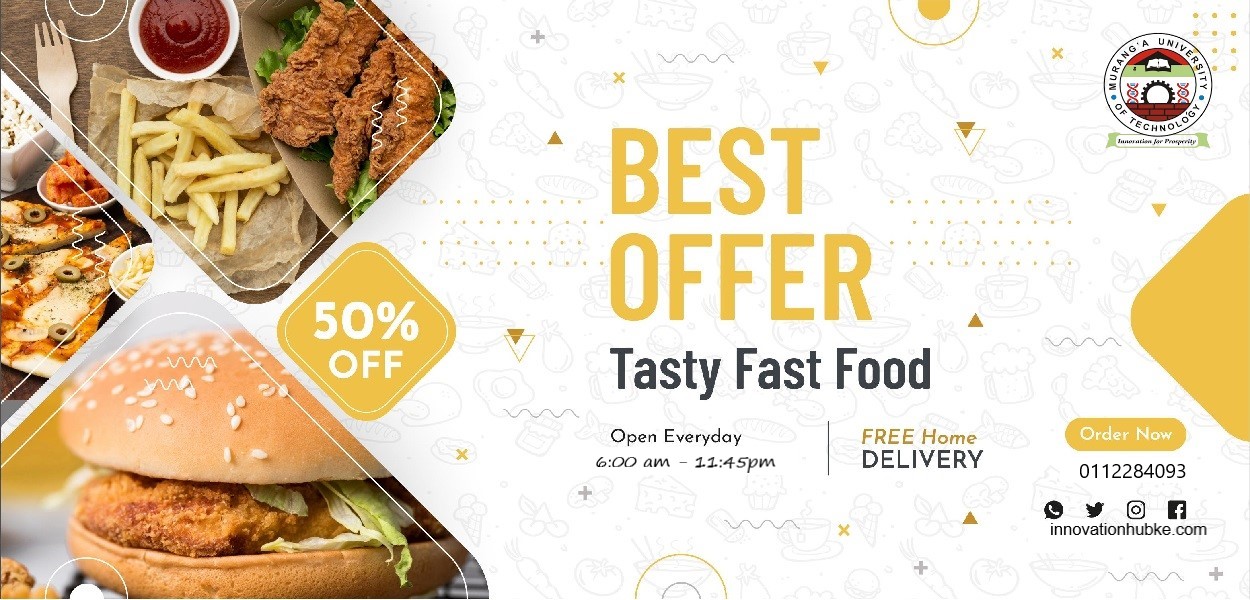 MURANG'A UNIVERSITY
OF TECHNOLOGY
Innovation for Prosperity
BEST
OFFER
50%
OFF
Tasty Fast Food
Open Everyday
6:00 am - 11:45pm
FREE Home
DELIVERY
Order Now
0112284093
innovationhubke.com